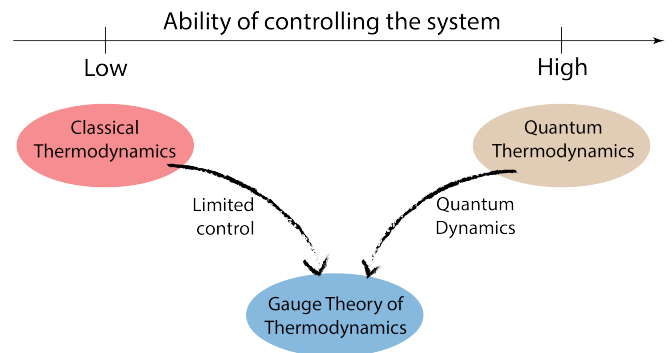 Ability of controlling the system
Low
High
Classical
Thermodynamics
Quantum
Thermodynamics
Limited
control
Quantum
Dynamics
Gauge Theory of
Thermodynamics